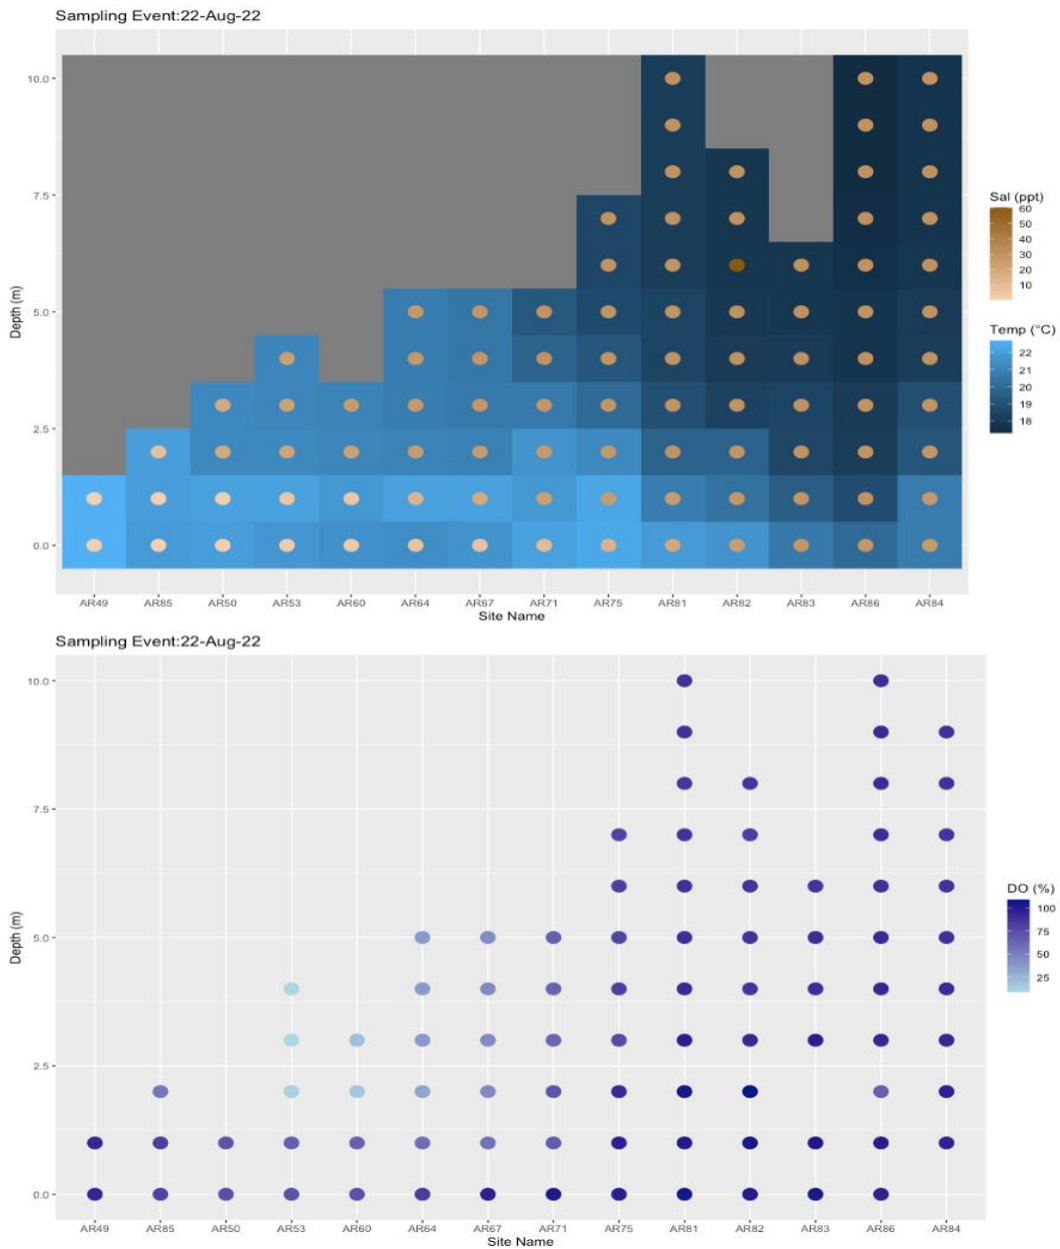 Sampling Event:22-Aug-22
10.0
7.5
5.0
2.5
0.0
Depth (m)
AR49 AR85 AR50 AR53 AR60 AR64 AR67 AR71 AR75 AR81 AR82 AR83 AR86 AR84
Site Name
Sal (ppt)
60
50
40
30
20
10
Temp (°C)
22
21
20
19
18
Sampling Event:22-Aug-22
10.0
7.5
5.0
2.5
0.0
Depth (m)
AR49 AR85 AR50 AR53 AR60 AR64 AR67 AR71 AR75 AR81 AR82 AR83 AR86 AR84
Site Name
DO (%)
100
75
50
25